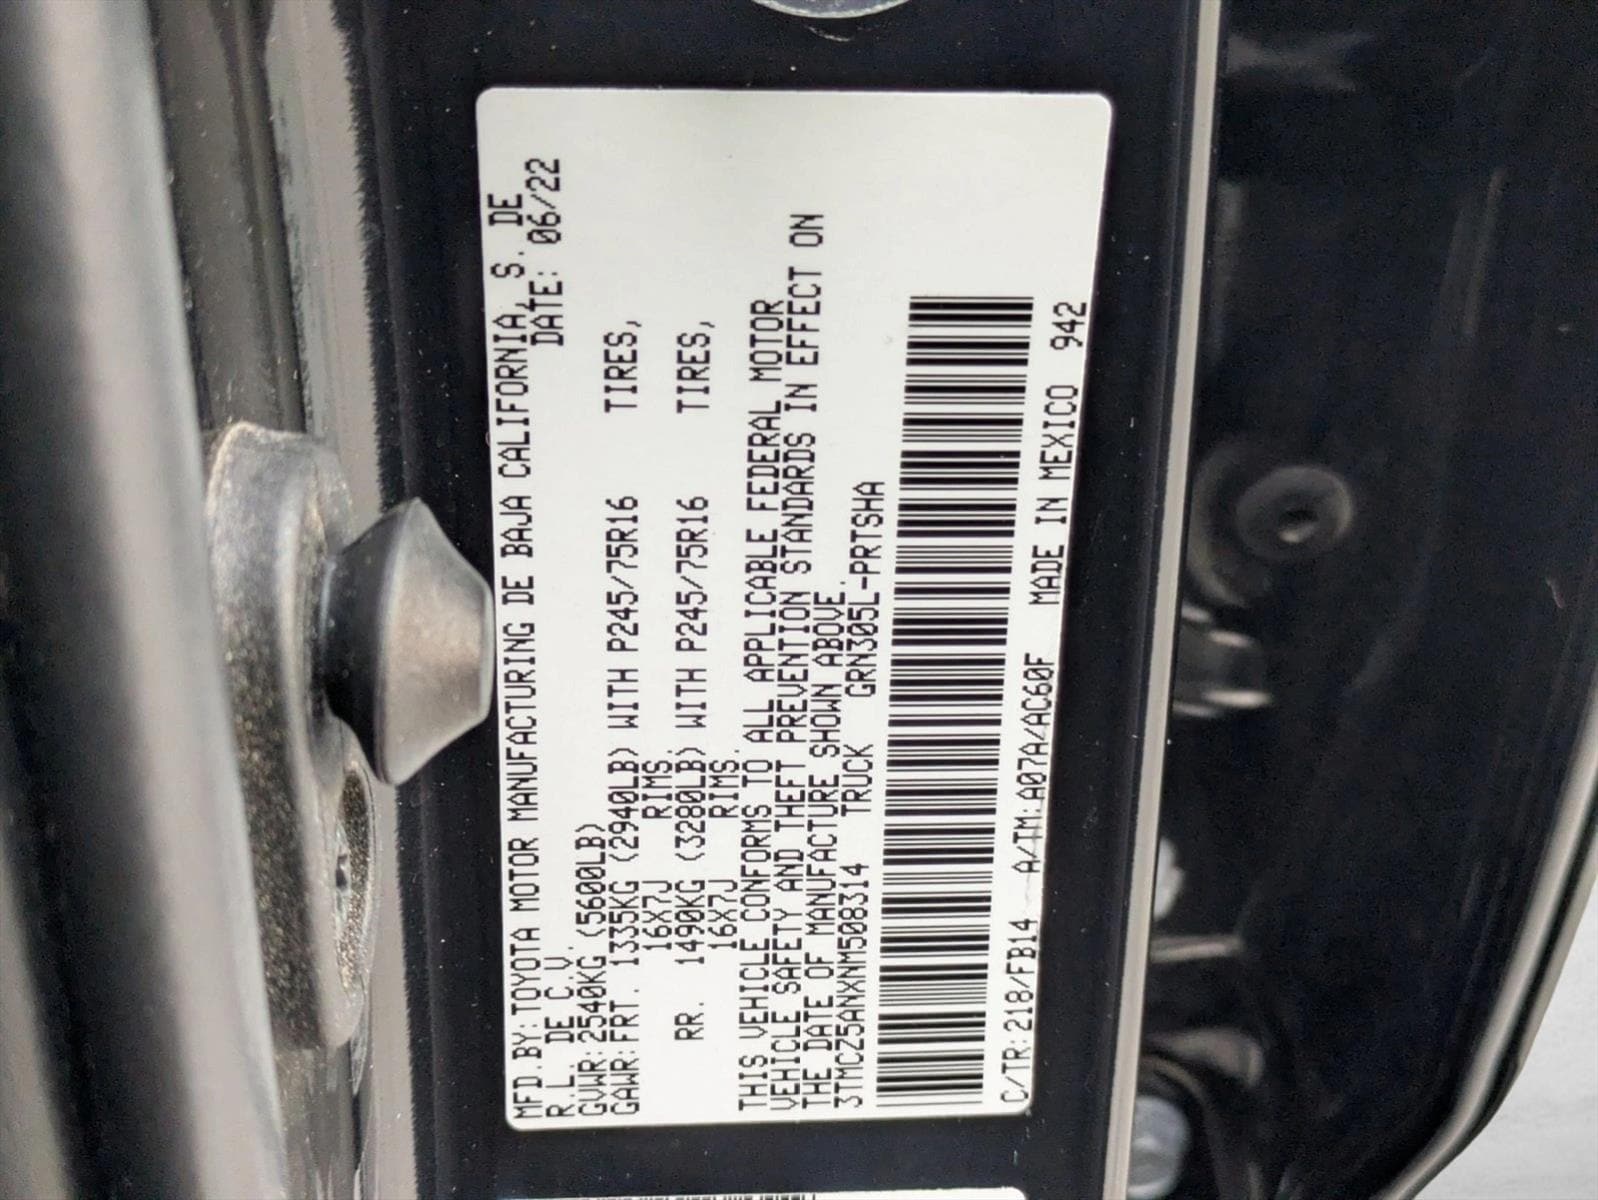 MFD.BY:TOYOTA MOTOR MANUFACTURING DE BAJA CALIFORNIA, S. DE
R.L. DE C.V. DATE: 06/22
GVWR:2540KG (5600LB)
GAWR:FRT. 1335KG (2940LB) WITH P245/75R16 TIRES,
16X7J RIMS.
RR. 1490KG (3280LB) WITH P245/75R16 TIRES,
16X7J RIMS.
THIS VEHICLE CONFORMS TO ALL APPLICABLE FEDERAL MOTOR
VEHICLE SAFETY AND THEFT PREVENTION STANDARDS IN EFFECT ON
THE DATE OF MANUFACTURE SHOWN ABOVE.
3TMCZ5ANXNM508314 TRUCK GRN305L-PRTSHA
C/TR:218/FB14 A/TM:A07A/AC60F MADE IN MEXICO 942